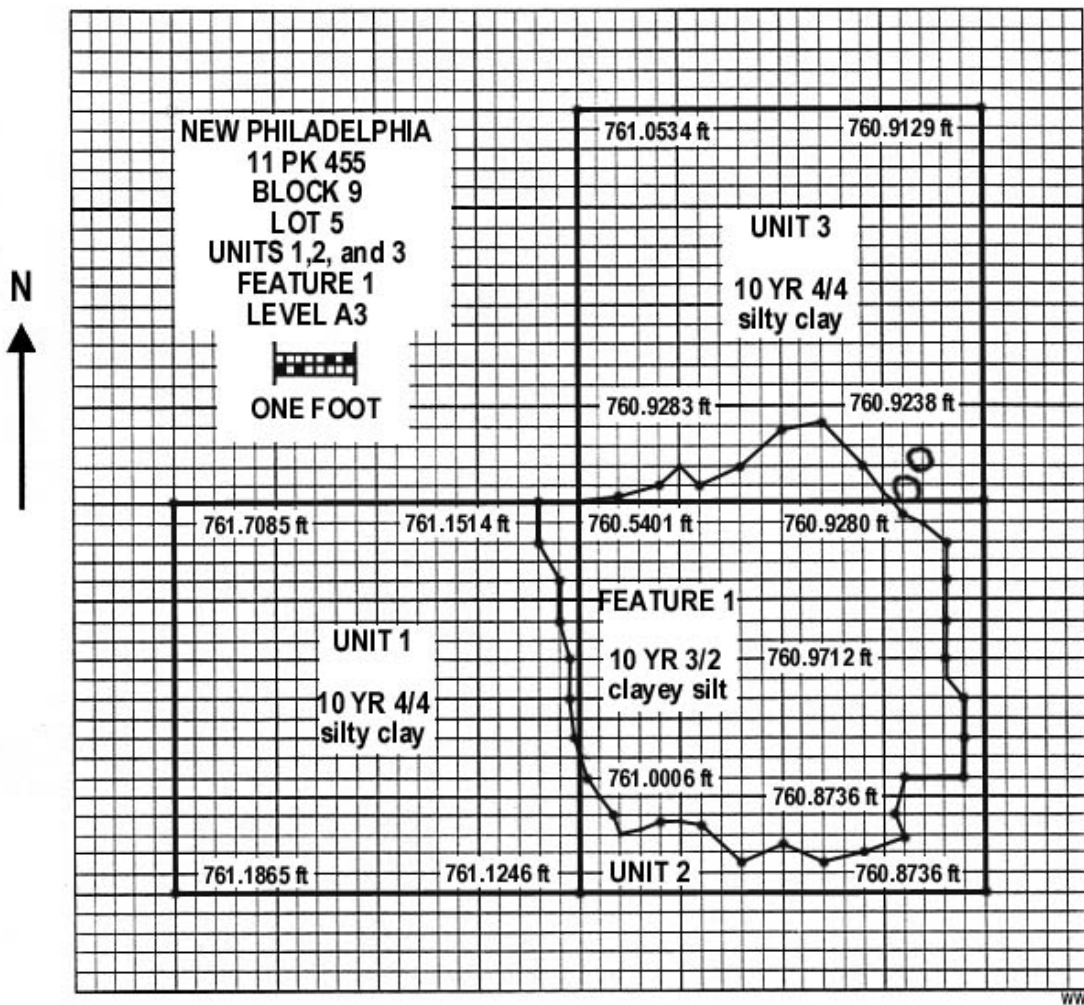 NEW PHILADELPHIA
11 PK 455
BLOCK 9
LOT 5
UNITS 1,2, and 3
FEATURE 1
LEVEL A3
ONE FOOT
N
761.0534 ft
760.9129 ft
UNIT 3
10 YR 4/4
silty clay
760.9283 ft
760.9238 ft
761.7085 ft
761.1514 ft
760.5401 ft
760.9280 ft
UNIT 1
10 YR 4/4
silty clay
FEATURE 1
10 YR 3/2
clayey silt
760.9712 ft
761.0006 ft
760.8736 ft
761.1865 ft
761.1246 ft
UNIT 2
760.8736 ft
WW